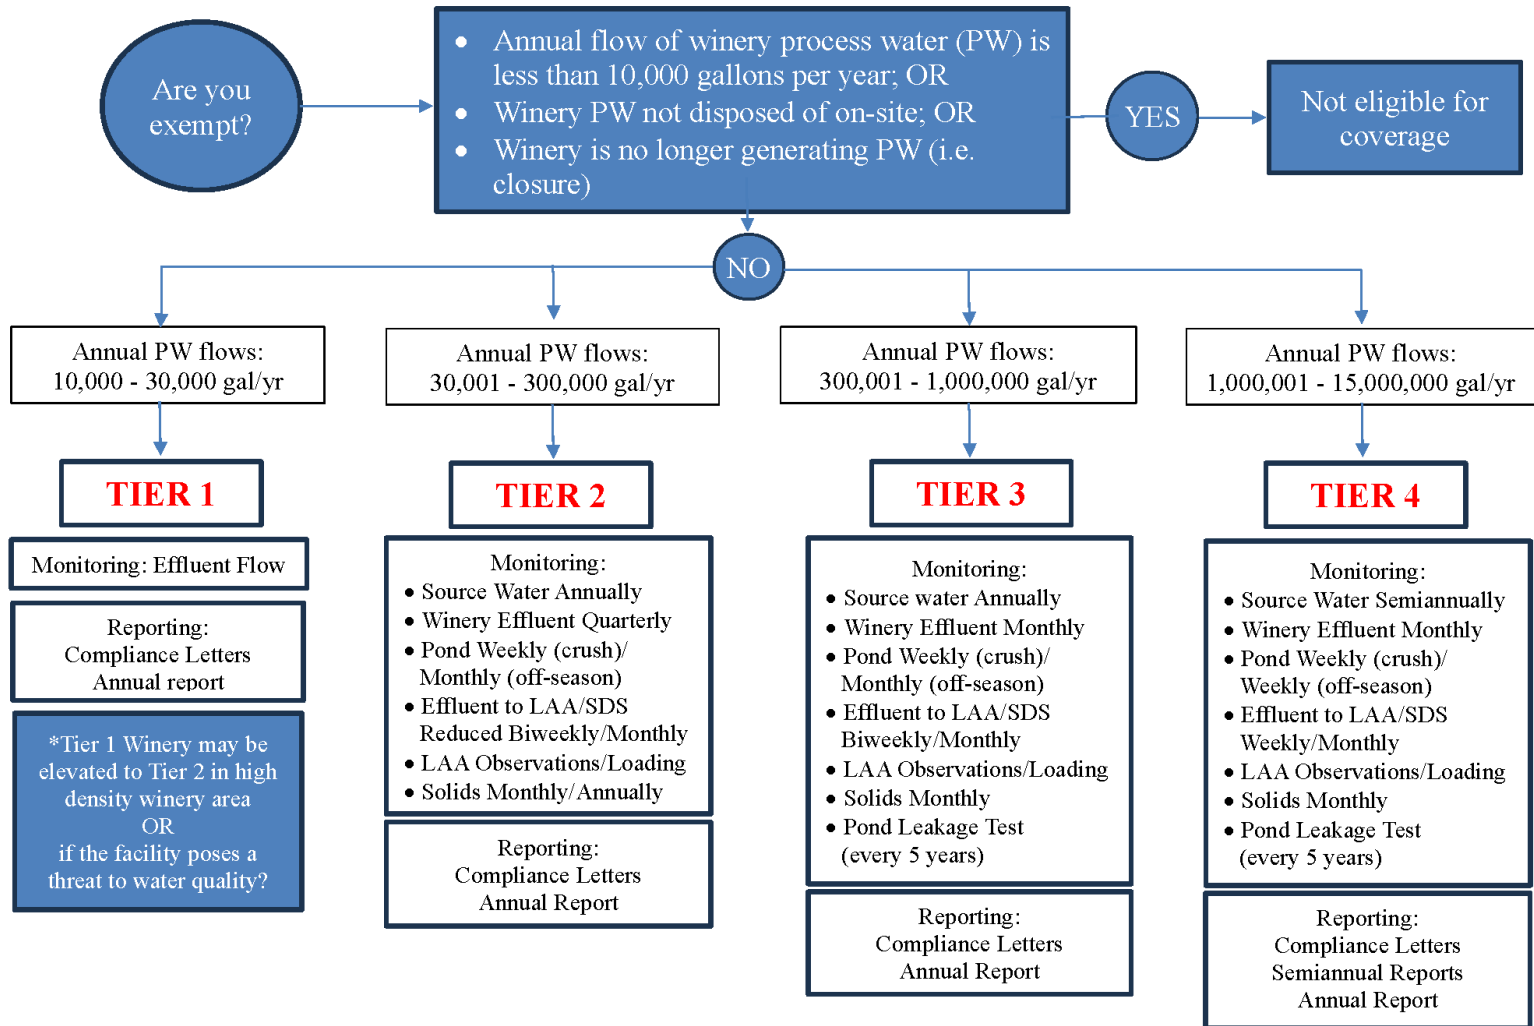 Are you
exempt?
• Annual flow of winery process water (PW) is
less than 10,000 gallons per year; OR
• Winery PW not disposed of on-site; OR
• Winery is no longer generating PW (i.e.
closure)
YES
Not eligible for
coverage
NO
Annual PW flows:
10,000 - 30,000 gal/yr
TIER 1
Monitoring: Effluent Flow
Reporting:
Compliance Letters
Annual report
*Tier 1 Winery may be
elevated to Tier 2 in high
density winery area
OR
if the facility poses a
threat to water quality?
Annual PW flows:
30,001 - 300,000 gal/yr
TIER 2
Monitoring:
• Source Water Annually
• Winery Effluent Quarterly
• Pond Weekly (crush)/
Monthly (off-season)
• Effluent to LAA/SDS
Reduced Biweekly/Monthly
• LAA Observations/Loading
• Solids Monthly/Annually
Reporting:
Compliance Letters
Annual Report
Annual PW flows:
300,001 - 1,000,000 gal/yr
TIER 3
Monitoring:
• Source water Annually
• Winery Effluent Monthly
• Pond Weekly (crush)/
Monthly (off-season)
• Effluent to LAA/SDS
Biweekly/Monthly
• LAA Observations/Loading
• Solids Monthly
• Pond Leakage Test
(every 5 years)
Reporting:
Compliance Letters
Annual Report
Annual PW flows:
1,000,001 - 15,000,000 gal/yr
TIER 4
Monitoring:
• Source Water Semiannually
• Winery Effluent Monthly
• Pond Weekly (crush)/
Weekly (off-season)
• Effluent to LAA/SDS
Weekly/Monthly
• LAA Observations/Loading
• Solids Monthly
• Pond Leakage Test
(every 5 years)
Reporting:
Compliance Letters
Semiannual Reports
Annual Report